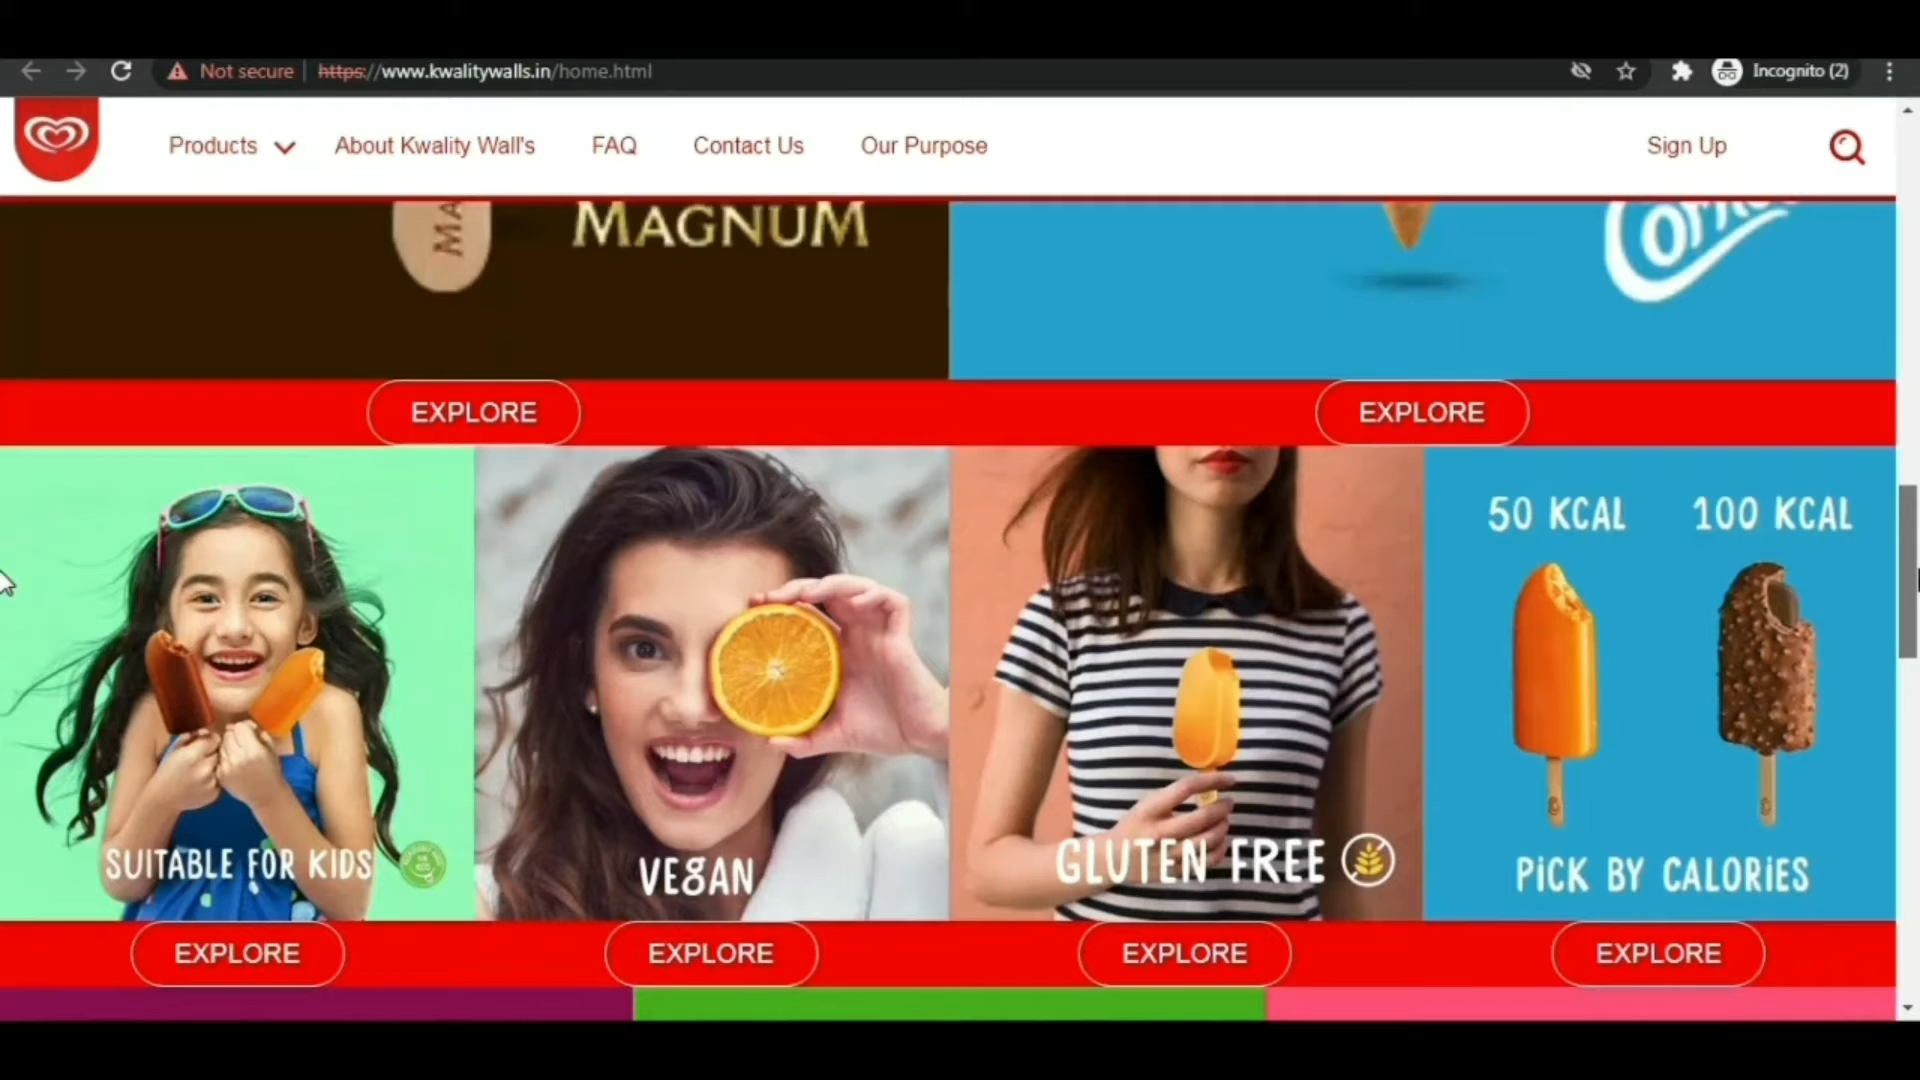 Not secure https://www.kwalitywalls.in/home.html Incognito (2)
Products About Kwality Wall's FAQ Contact Us Our Purpose Sign Up
MA
MAGNUM
EXPLORE EXPLORE
50 KCAL 100 KCAL
SUITABLE FOR KIDS VEGAN GLUTEN FREE PICK BY CALORIES
EXPLORE EXPLORE EXPLORE EXPLORE